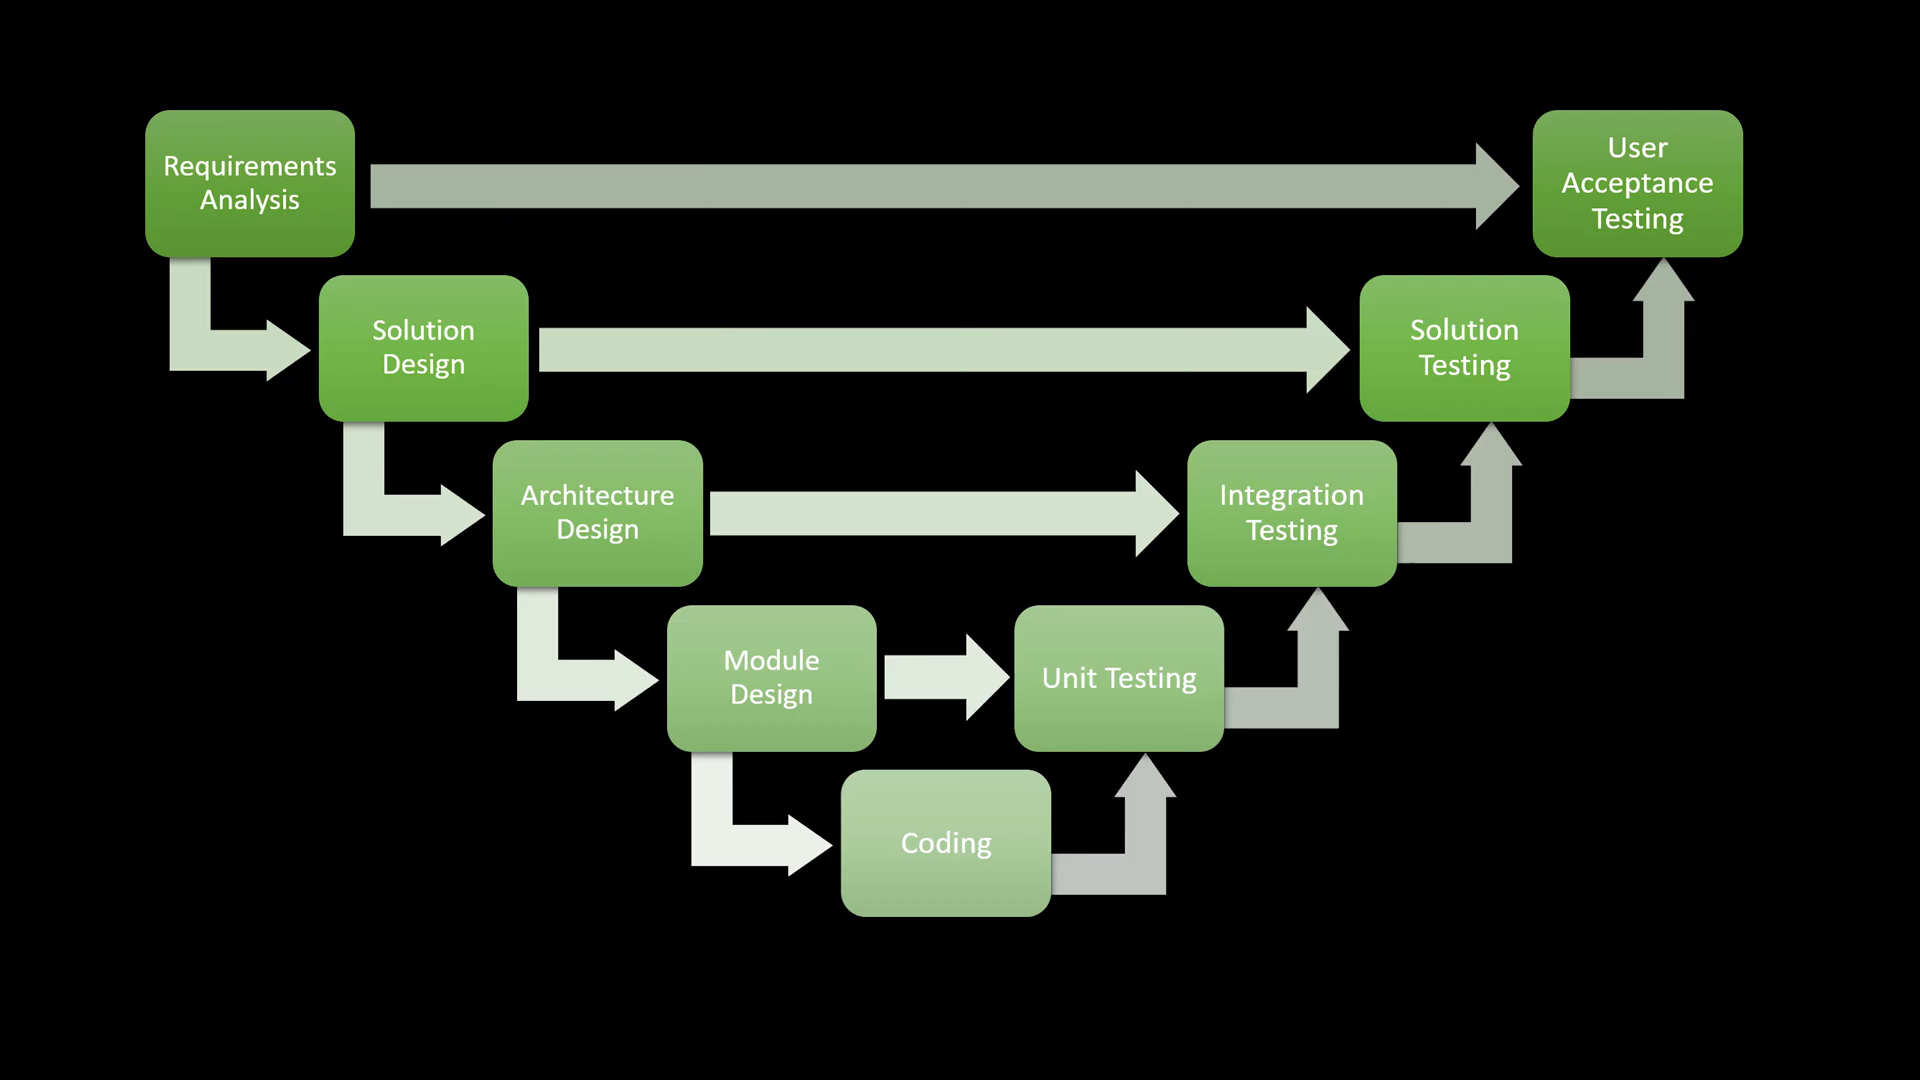 Requirements
Analysis
User
Acceptance
Testing
Solution
Design
Solution
Testing
Architecture
Design
Integration
Testing
Module
Design
Unit Testing
Coding